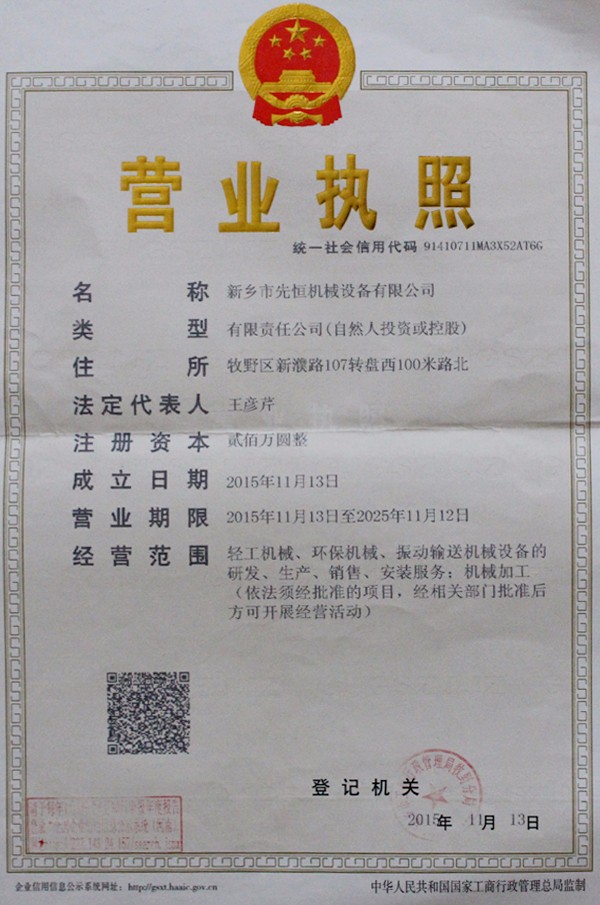 营业执照
统一社会信用代码 91410711MA3X52AT6G
名称 新乡市先恒机械设备有限公司
类型 有限责任公司(自然人投资或控股)
住所 牧野区新濮路107转盘西100米路北
法定代表人 王彦芹
注册资本 贰佰万圆整
成立日期 2015年11月13日
营业期限 2015年11月13日至2025年11月12日
经营范围 轻工机械、环保机械、振动输送机械设备的
研发、生产、销售、安装服务；机械加工
（依法须经批准的项目，经相关部门批准后
方可开展经营活动）
登记机关
2015年 11月 13日
企业信用信息公示系统网址：http://gsxt.haaic.gov.cn
中华人民共和国国家工商行政管理总局监制